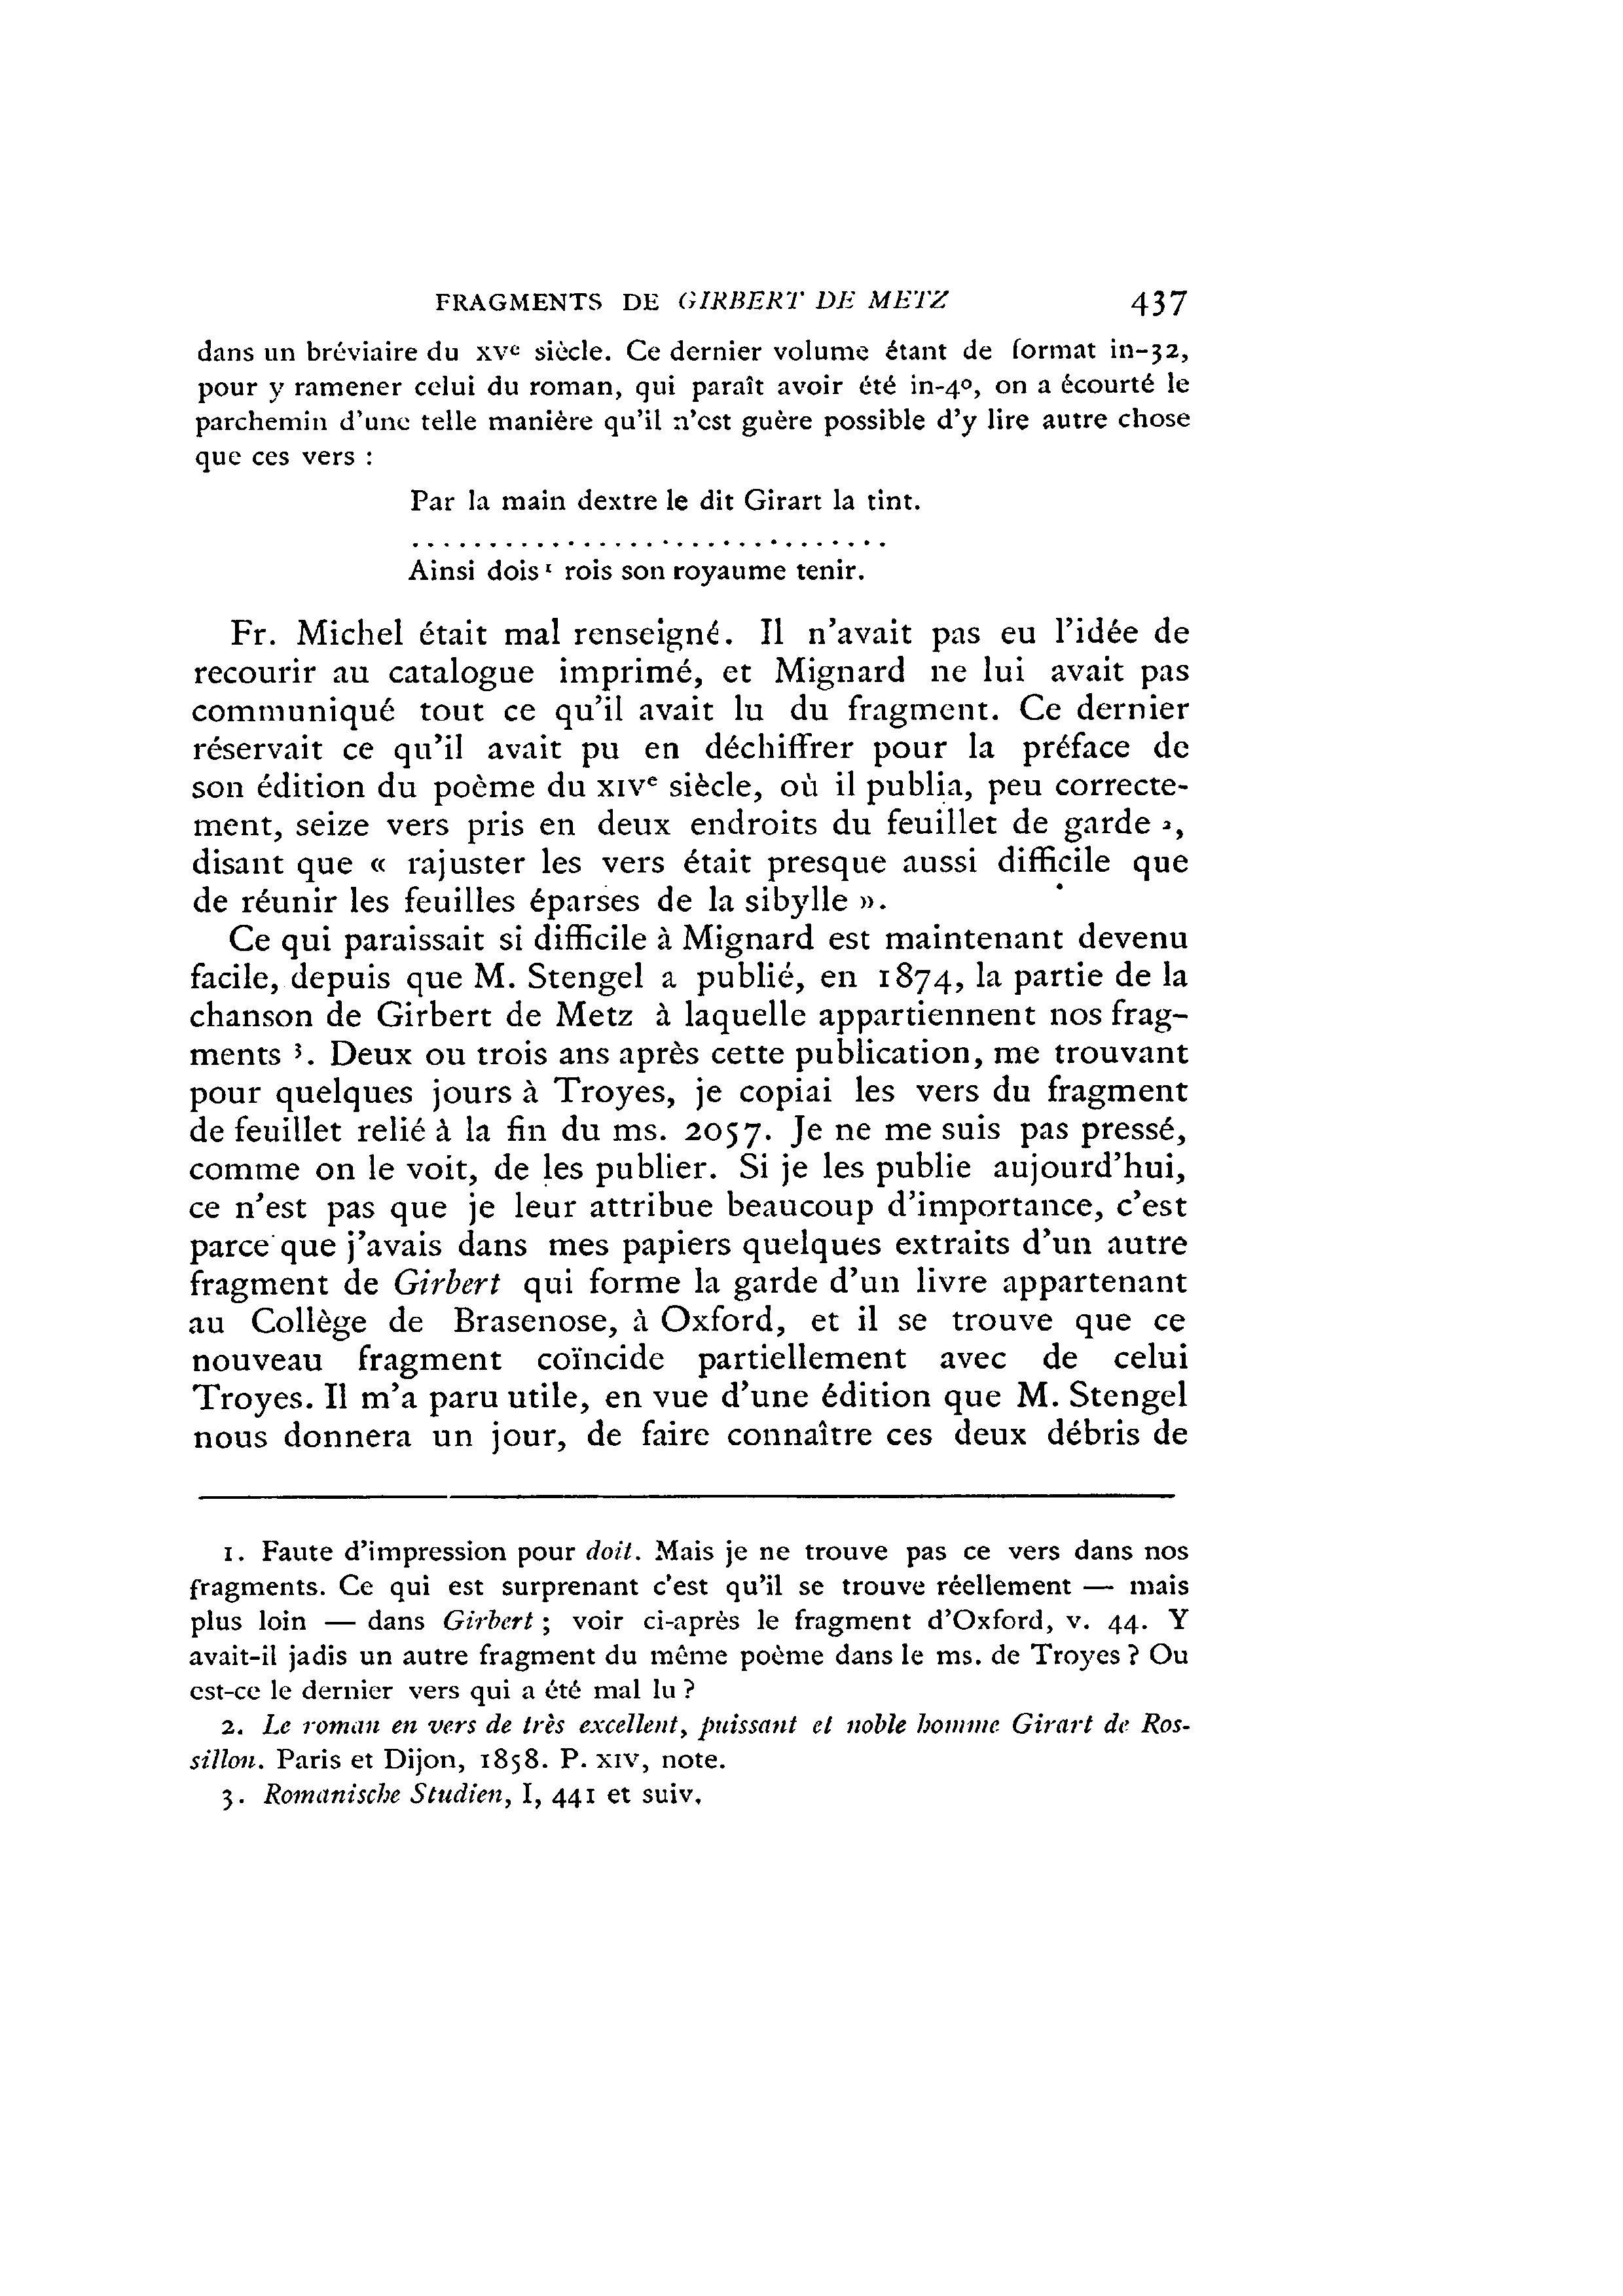 FRAGMENTS DE GIRBERT DE METZ 437
dans un bréviaire du XVe siècle. Ce dernier volume étant de format in-32,
pour y ramener celui du roman, qui paraît avoir été in-4º, on a écourté le
parchemin d'une telle manière qu'il n'est guère possible d'y lire autre chose
que ces vers :
Par la main dextre le dit Girart la tint.
. . . . . . . . . . . . . . . . . . . . . . . . . . . . . . .
Ainsi dois ¹ rois son royaume tenir.
Fr. Michel était mal renseigné. Il n'avait pas eu l'idée de
recourir au catalogue imprimé, et Mignard ne lui avait pas
communiqué tout ce qu'il avait lu du fragment. Ce dernier
réservait ce qu'il avait pu en déchiffrer pour la préface de
son édition du poème du XIVe siècle, où il publia, peu correcte-
ment, seize vers pris en deux endroits du feuillet de garde ²,
disant que « rajuster les vers était presque aussi difficile que
de réunir les feuilles éparses de la sibylle ».
Ce qui paraissait si difficile à Mignard est maintenant devenu
facile, depuis que M. Stengel a publié, en 1874, la partie de la
chanson de Girbert de Metz à laquelle appartiennent nos frag-
ments ³. Deux ou trois ans après cette publication, me trouvant
pour quelques jours à Troyes, je copiai les vers du fragment
de feuillet relié à la fin du ms. 2057. Je ne me suis pas pressé,
comme on le voit, de les publier. Si je les publie aujourd'hui,
ce n'est pas que je leur attribue beaucoup d'importance, c'est
parce que j'avais dans mes papiers quelques extraits d'un autre
fragment de Girbert qui forme la garde d'un livre appartenant
au Collège de Brasenose, à Oxford, et il se trouve que ce
nouveau fragment coïncide partiellement avec de celui
Troyes. Il m'a paru utile, en vue d'une édition que M. Stengel
nous donnera un jour, de faire connaître ces deux débris de
1. Faute d'impression pour doit. Mais je ne trouve pas ce vers dans nos
fragments. Ce qui est surprenant c'est qu'il se trouve réellement — mais
plus loin — dans Girbert ; voir ci-après le fragment d'Oxford, v. 44. Y
avait-il jadis un autre fragment du même poème dans le ms. de Troyes ? Ou
est-ce le dernier vers qui a été mal lu ?
2. Le roman en vers de très excellent, puissant et noble homme Girart de Ros-
sillon. Paris et Dijon, 1858. P. XIV, note.
3. Romanische Studien, I, 441 et suiv.